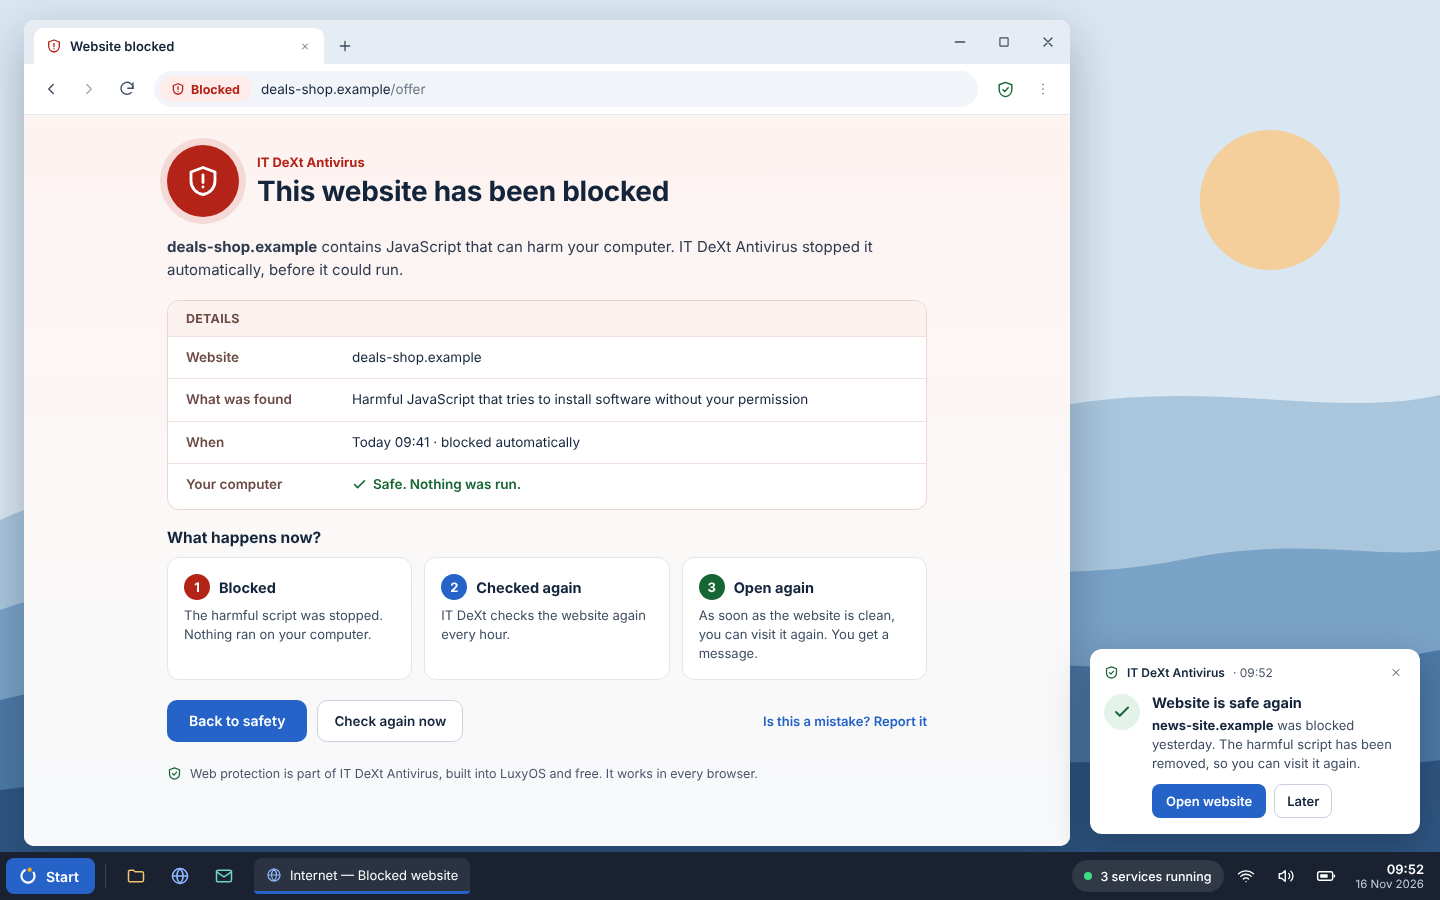 Website blocked
Blocked
deals-shop.example/offer
IT DeXt Antivirus
This website has been blocked
deals-shop.example contains JavaScript that can harm your computer. IT DeXt Antivirus stopped it
automatically, before it could run.
DETAILS
Website
deals-shop.example
What was found
Harmful JavaScript that tries to install software without your permission
When
Today 09:41 · blocked automatically
Your computer
Safe. Nothing was run.
What happens now?
1
Blocked
The harmful script was stopped.
Nothing ran on your computer.
2
Checked again
IT DeXt checks the website again
every hour.
3
Open again
As soon as the website is clean,
you can visit it again. You get a
message.
Back to safety
Check again now
Is this a mistake? Report it
Web protection is part of IT DeXt Antivirus, built into LuxyOS and free. It works in every browser.
IT DeXt Antivirus · 09:52
Website is safe again
news-site.example was blocked
yesterday. The harmful script has been
removed, so you can visit it again.
Open website
Later
Start
Internet — Blocked website
3 services running
09:52
16 Nov 2026